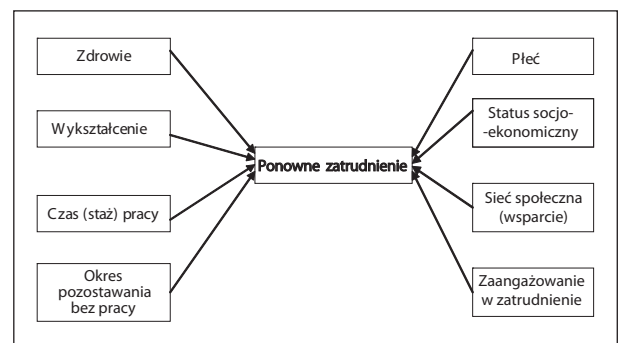 Zdrowie
Wykształcenie
Czas (staż) pracy
Okres
pozostawania
bez pracy
Ponowne zatrudnienie
Płeć
Status socjo-
-ekonomiczny
Sieć społeczna
(wsparcie)
Zaangażowanie
w zatrudnienie